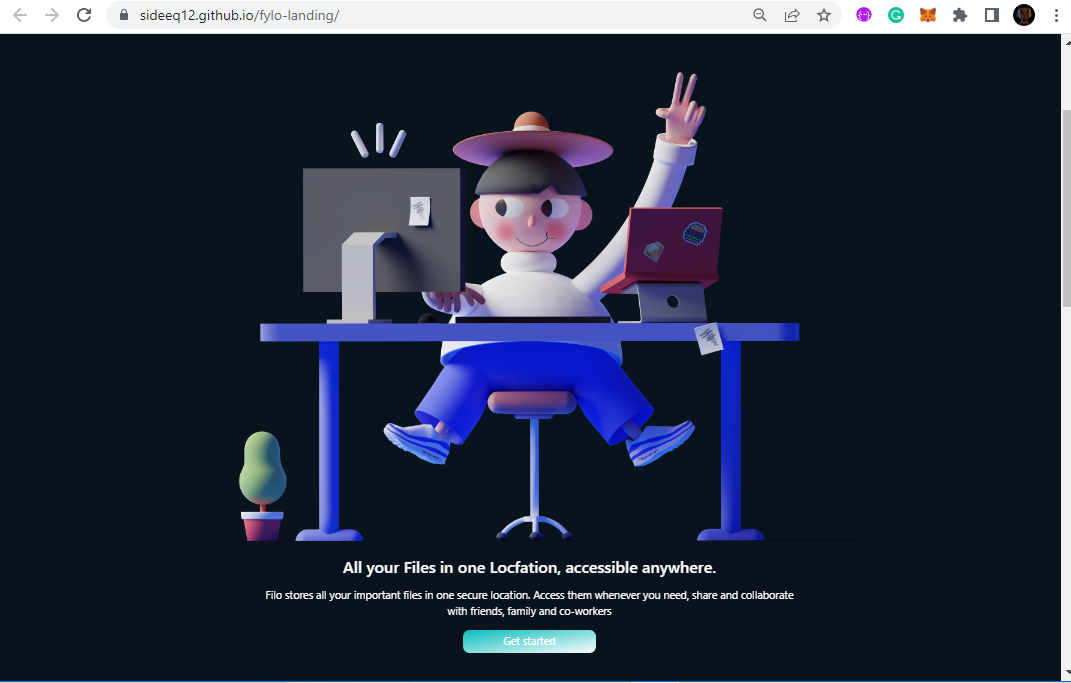 sideeq12.github.io/fylo-landing/
All your Files in one Locfation, accessible anywhere.
Filo stores all your important files in one secure location. Access them whenever you need, share and collaborate
with friends, family and co-workers
Get started